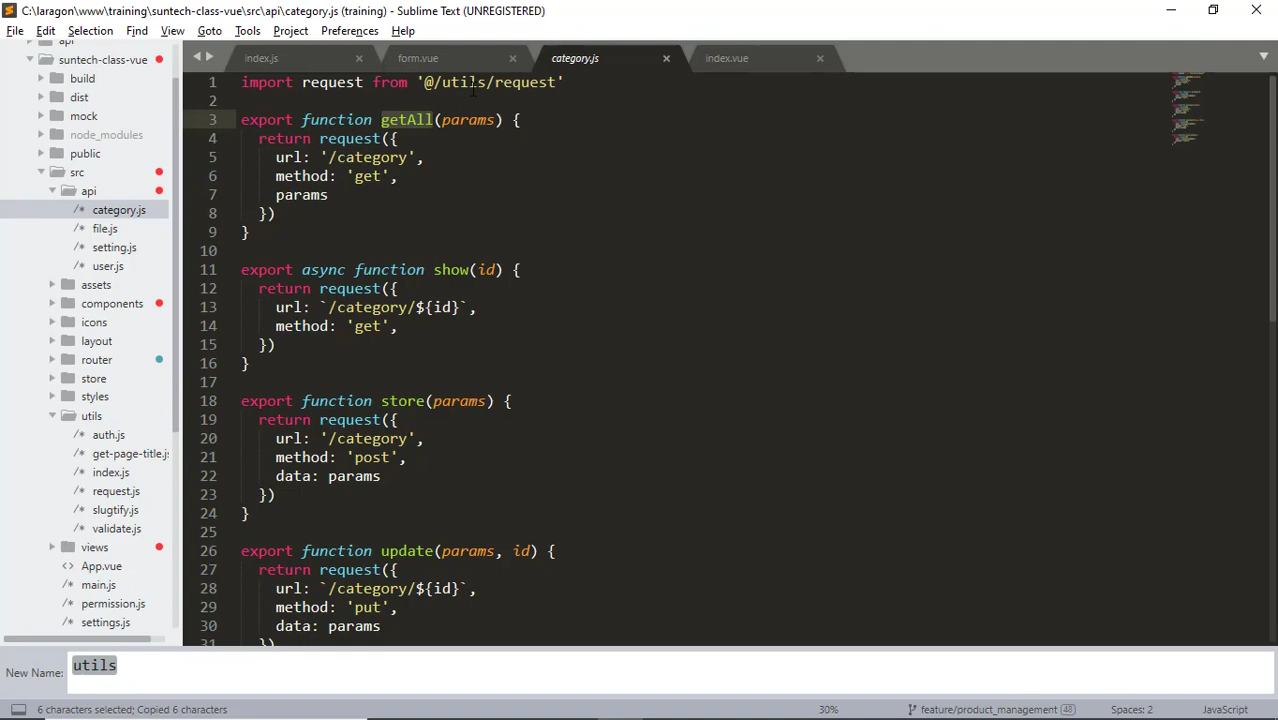 C:\laragon\www\training\suntech-class-vue\src\api\category.js (training) - Sublime Text (UNREGISTERED)
File Edit Selection Find View Goto Tools Project Preferences Help
api
suntech-class-vue
build
dist
mock
node_modules
public
src
api
category.js
file.js
setting.js
user.js
assets
components
icons
layout
router
store
styles
utils
auth.js
get-page-title.js
index.js
request.js
slugtify.js
validate.js
views
App.vue
main.js
permission.js
settings.js
index.js form.vue category.js index.vue
1 import request from '@/utils/request'
2
3 export function getAll(params) {
4 return request({
5 url: '/category',
6 method: 'get',
7 params
8 })
9 }
10
11 export async function show(id) {
12 return request({
13 url: `/category/${id}`,
14 method: 'get',
15 })
16 }
17
18 export function store(params) {
19 return request({
20 url: '/category',
21 method: 'post',
22 data: params
23 })
24 }
25
26 export function update(params, id) {
27 return request({
28 url: `/category/${id}`,
29 method: 'put',
30 data: params
31 })
New Name: utils
6 characters selected; Copied 6 characters 30% feature/product_management 48 Spaces: 2 JavaScript